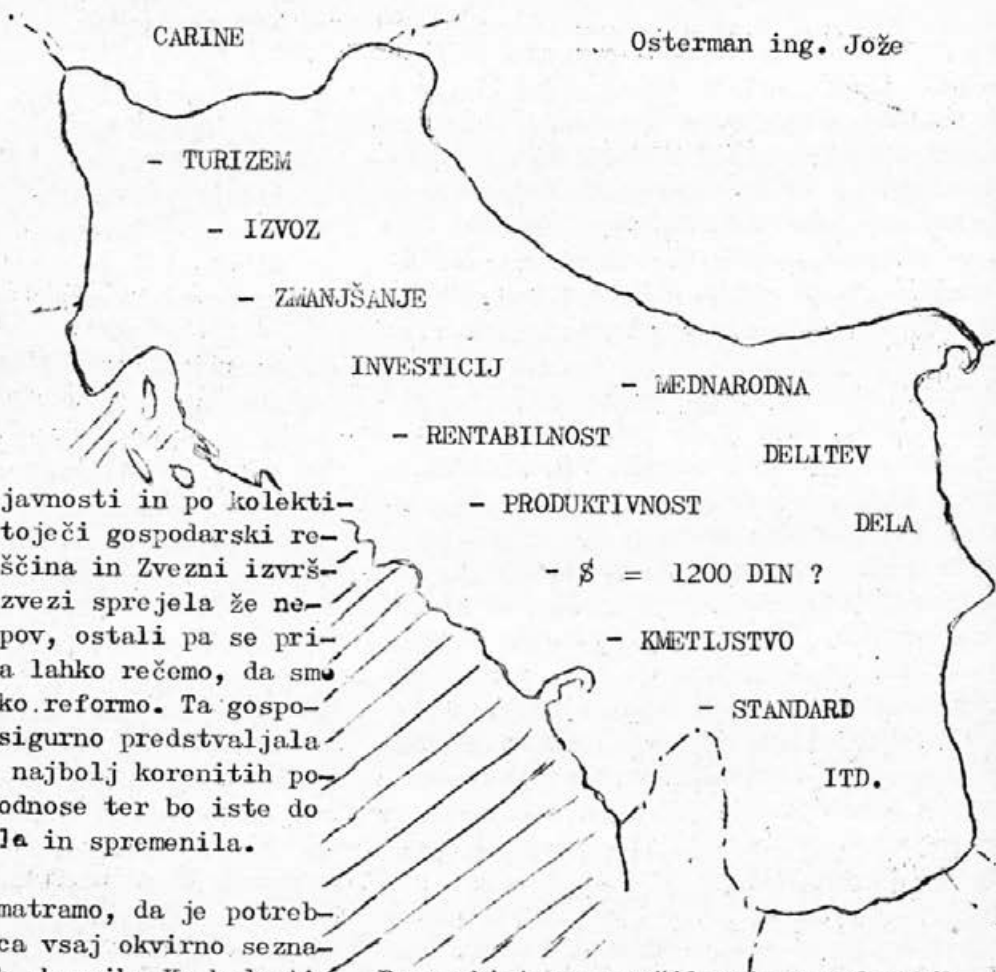 CARINE
Osterman ing. Jože
- TURIZEM
- IZVOZ
- ZMANJŠANJE
INVESTICIJ
- MEDNARODNA
- RENTABILNOST
DELITEV
- PRODUKTIVNOST
DELA
- $ = 1200 DIN ?
- KMETIJSTVO
- STANDARD
ITD.
javnosti in po kolekti-
toječi gospodarski re-
ščina in Zvezni izvrš-
zvezi sprejela že ne-
pov, ostali pa se pri-
a lahko rečemo, da smo
ko reformo. Ta gospo-
sigurno predstvaljala
najbolj korenitih po-
odnose ter bo iste do
la in spremenila.
matramo, da je potreb-
ca vsaj okvirno sezna-